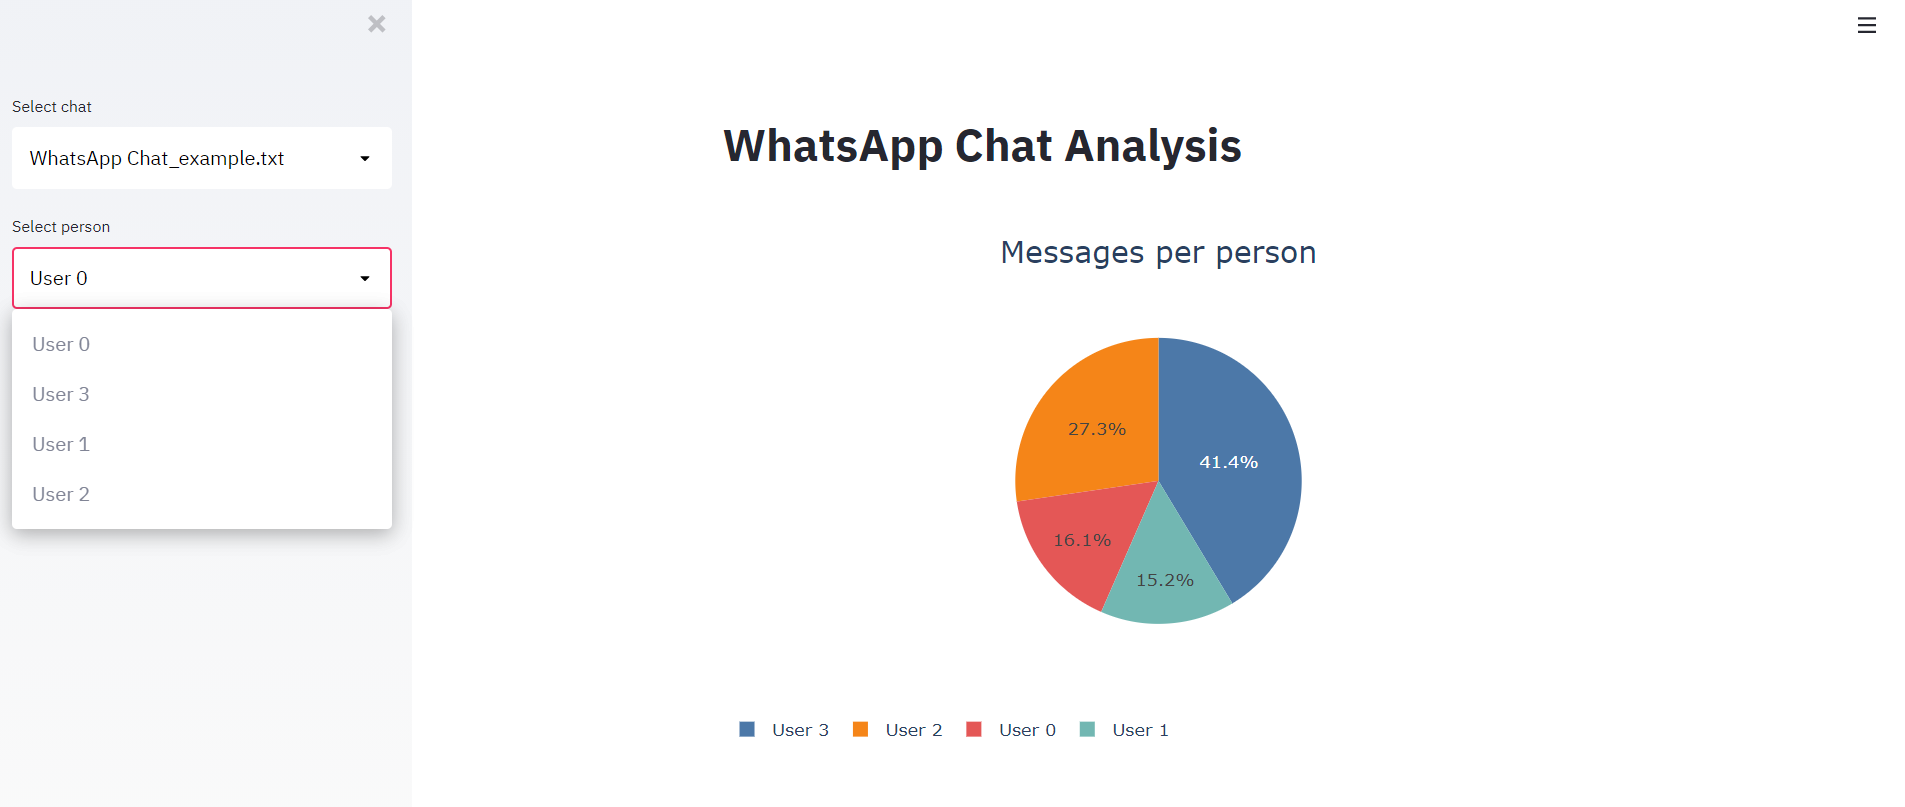 Select chat
WhatsApp Chat_example.txt
Select person
User 0
User 0
User 3
User 1
User 2
WhatsApp Chat Analysis
Messages per person
27.3%
41.4%
16.1%
15.2%
User 3 User 2 User 0 User 1